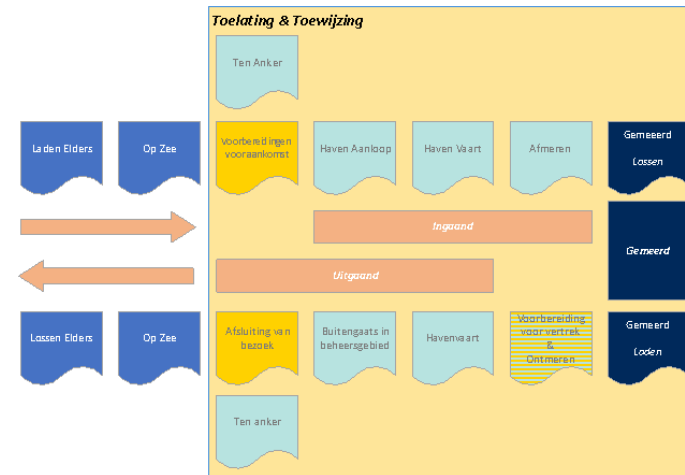 Toelating & Toewijzing
Ten Anker
Laden Elders
Op Zee
Voorbereidingen
vooraankomst
Haven Aanloop
Haven Vaart
Afmeren
Gemeerd
Lossen
Ingaand
Gemeerd
Uitgaand
Lossen Elders
Op Zee
Afsluiting van
bezoek
Buitengaats in
beheersgebied
Havenvaart
Voorbereiding
voor vertrek
&
Ontmeren
Gemeerd
Laden
Ten anker